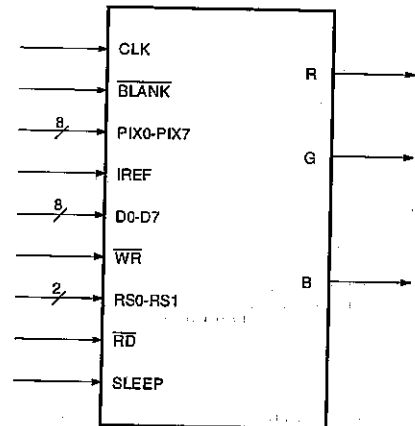 CLK
BLANK
8
PIX0-PIX7
IREF
8
D0-D7
WR
2
RS0-RS1
RD
SLEEP
R
G
B